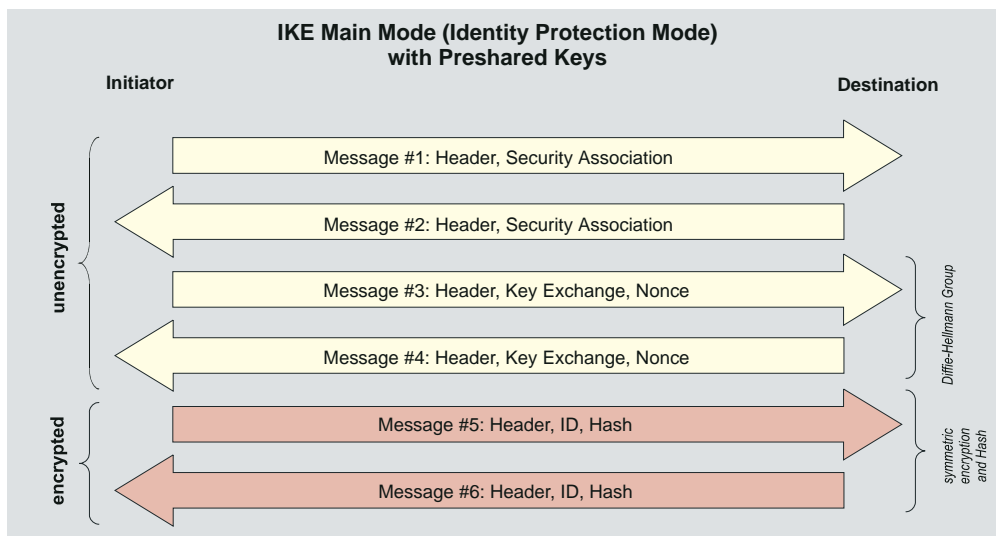 IKE Main Mode (Identity Protection Mode)
with Preshared Keys
Initiator
Destination
Message #1: Header, Security Association
Message #2: Header, Security Association
Message #3: Header, Key Exchange, Nonce
Message #4: Header, Key Exchange, Nonce
Message #5: Header, ID, Hash
Message #6: Header, ID, Hash
unencrypted
encrypted
Diffie-Hellmann Group
symmetric
encryption
and Hash